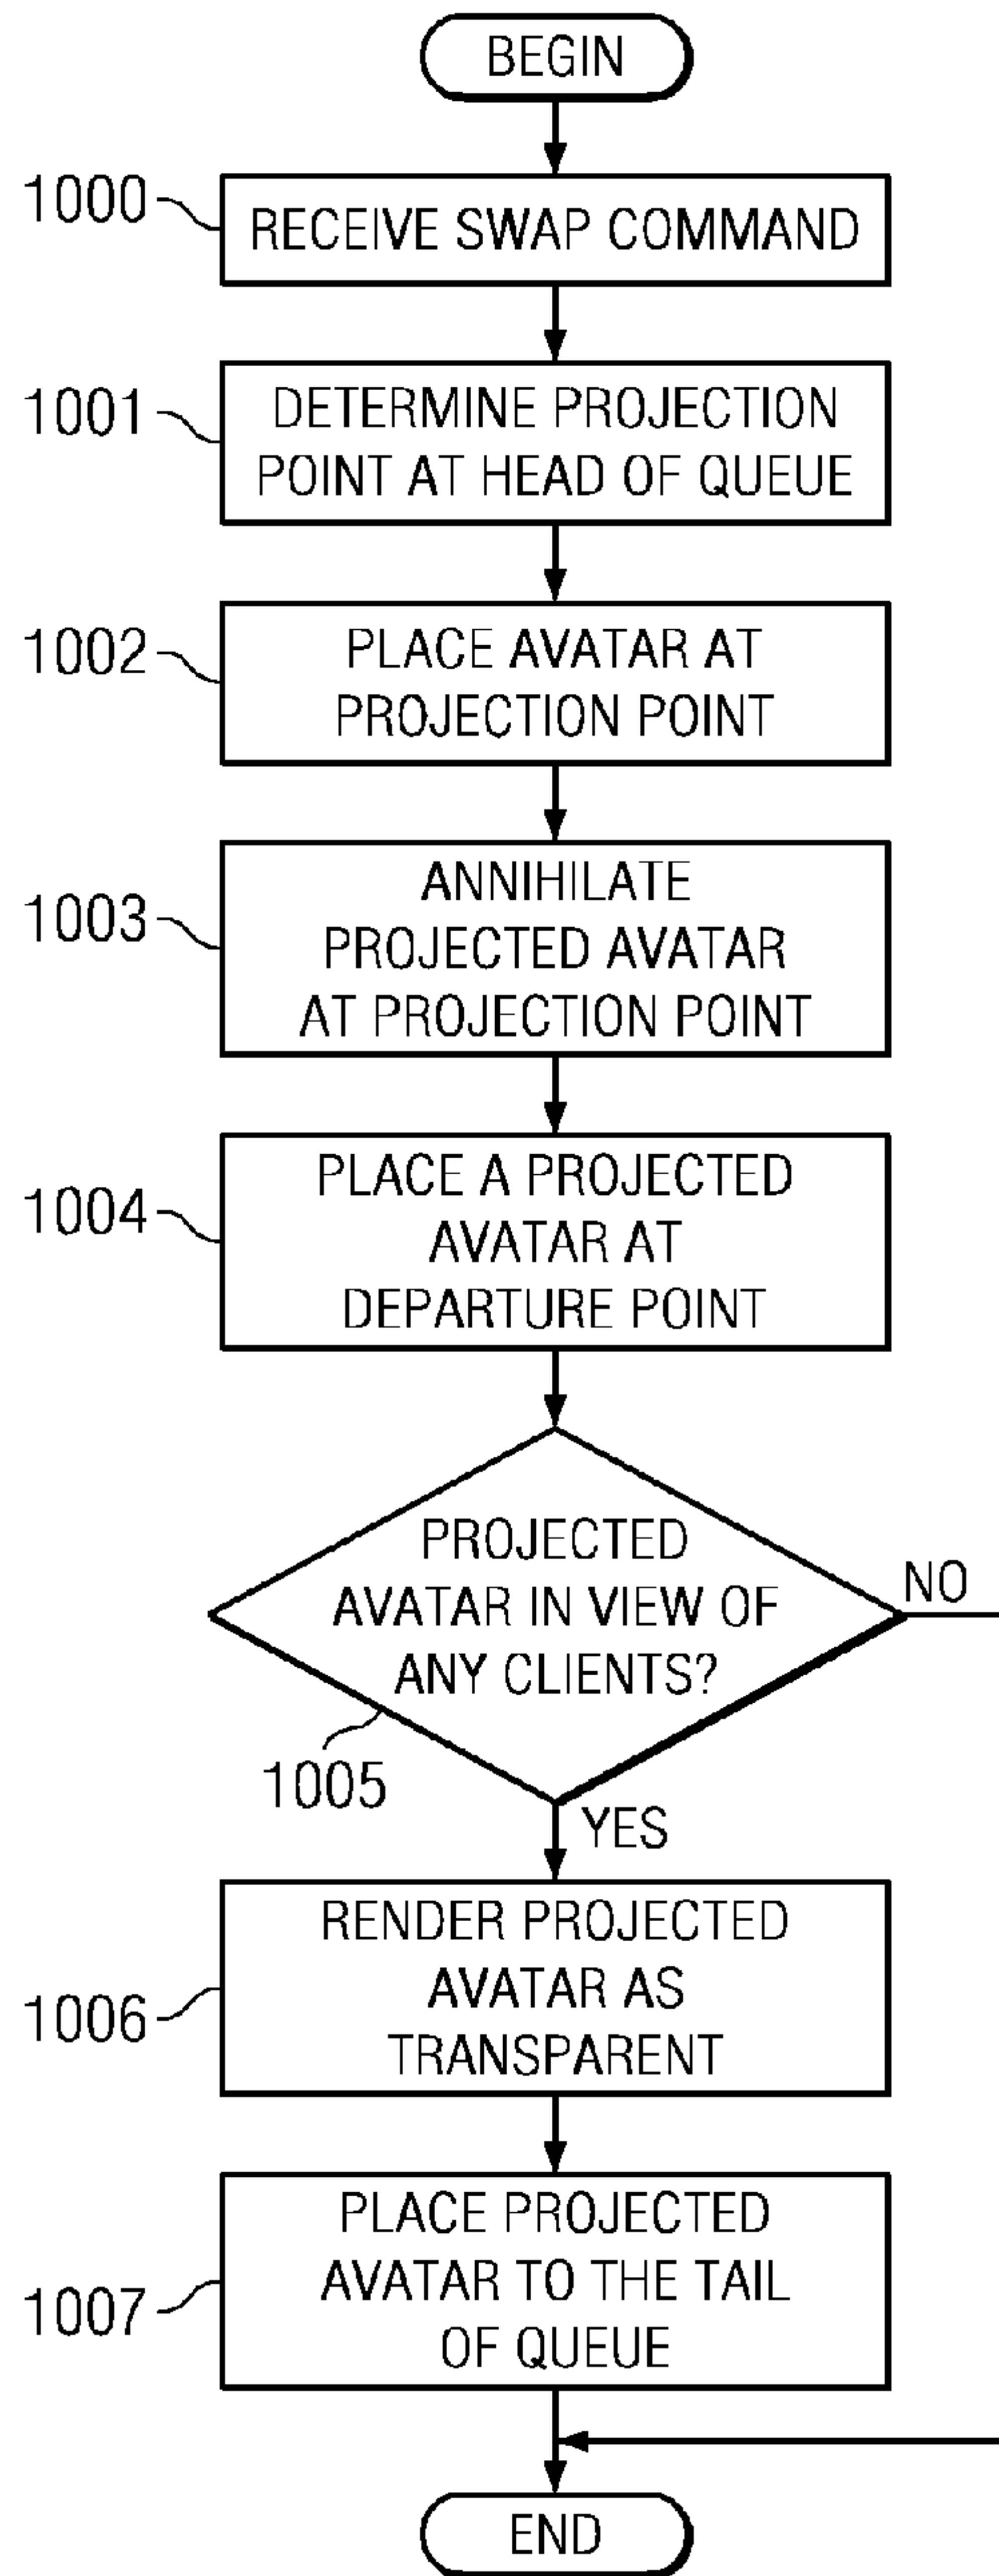 BEGIN
1000
RECEIVE SWAP COMMAND
1001
DETERMINE PROJECTION
POINT AT HEAD OF QUEUE
1002
PLACE AVATAR AT
PROJECTION POINT
1003
ANNIHILATE
PROJECTED AVATAR
AT PROJECTION POINT
1004
PLACE A PROJECTED
AVATAR AT
DEPARTURE POINT
PROJECTED
AVATAR IN VIEW OF
ANY CLIENTS?
NO
1005
YES
1006
RENDER PROJECTED
AVATAR AS
TRANSPARENT
1007
PLACE PROJECTED
AVATAR TO THE TAIL
OF QUEUE
END